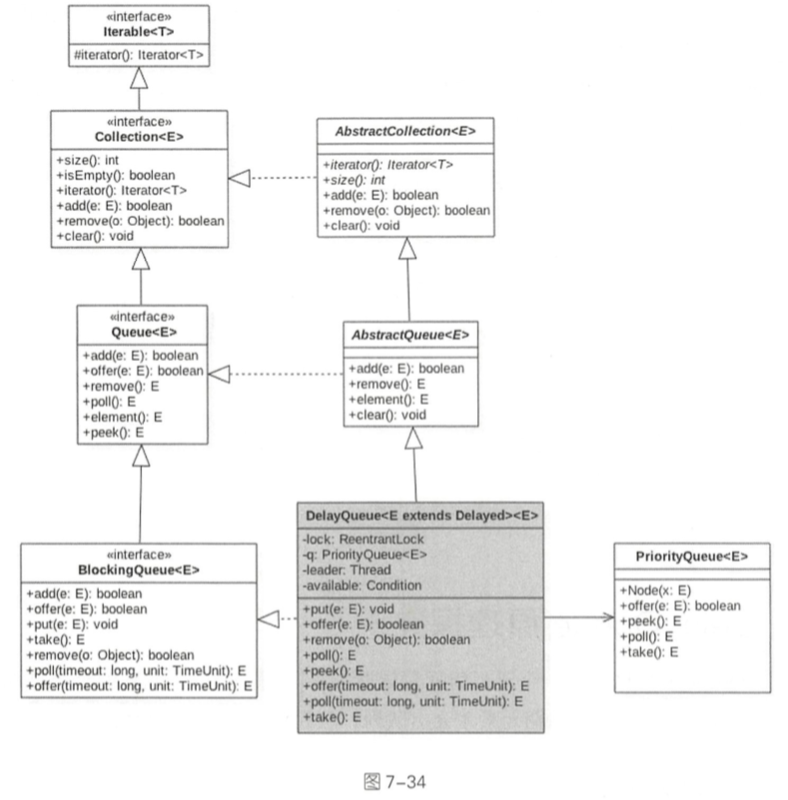 «interface»
Iterable<T>
#iterator(): Iterator<T>
«interface»
Collection<E>
+size(): int
+isEmpty(): boolean
+iterator(): Iterator<T>
+add(e: E): boolean
+remove(o: Object): boolean
+clear(): void
AbstractCollection<E>
+iterator(): Iterator<T>
+size(): int
+add(e: E): boolean
+remove(o: Object): boolean
+clear(): void
«interface»
Queue<E>
+add(e: E): boolean
+offer(e: E): boolean
+remove(): E
+poll(): E
+element(): E
+peek(): E
AbstractQueue<E>
+add(e: E): boolean
+remove(): E
+element(): E
+clear(): void
«interface»
BlockingQueue<E>
+add(e: E): boolean
+offer(e: E): boolean
+put(e: E): void
+take(): E
+remove(o: Object): boolean
+poll(timeout: long, unit: TimeUnit): E
+offer(timeout: long, unit: TimeUnit): E
DelayQueue<E extends Delayed><E>
-lock: ReentrantLock
-q: PriorityQueue<E>
-leader: Thread
-available: Condition
+put(e: E): void
+offer(e: E): boolean
+remove(o: Object): boolean
+poll(): E
+peek(): E
+offer(timeout: long, unit: TimeUnit): E
+poll(timeout: long, unit: TimeUnit): E
+take(): E
PriorityQueue<E>
+Node(x: E)
+offer(e: E): boolean
+peek(): E
+poll(): E
+take(): E
图 7-34